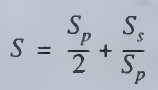 S = S_p/2 + S_s/S_p